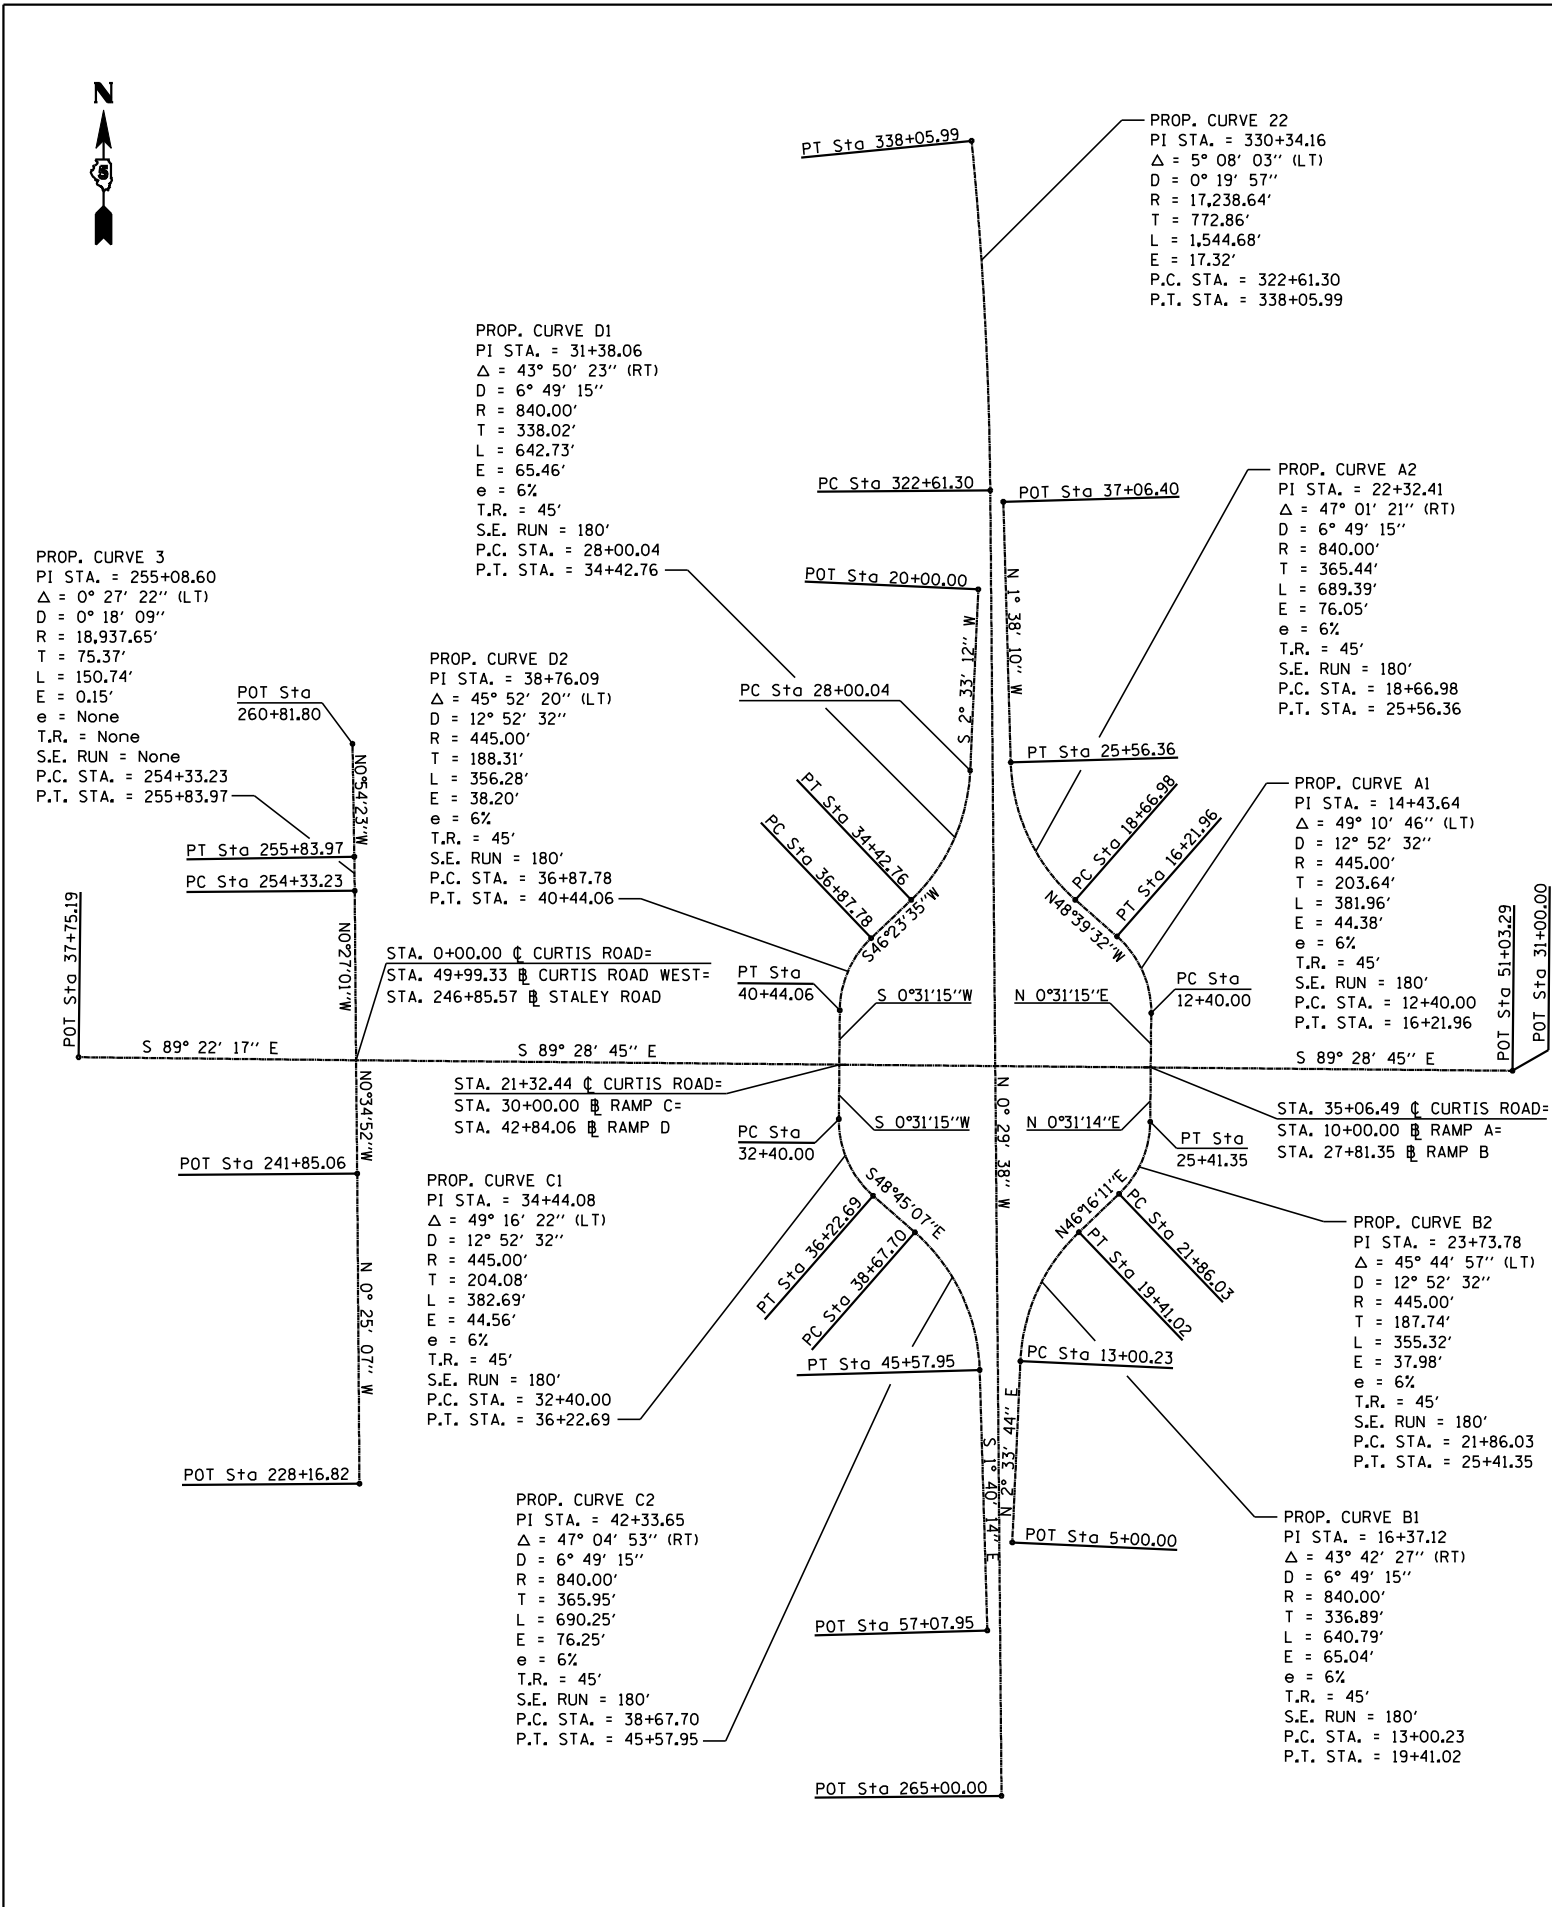 N
5
PROP. CURVE 22
PI STA. = 330+34.16
Δ = 5° 08′ 03″ (LT)
D = 0° 19′ 57″
R = 17,238.64′
T = 772.86′
L = 1,544.68′
E = 17.32′
P.C. STA. = 322+61.30
P.T. STA. = 338+05.99
PT Sta 338+05.99
PROP. CURVE D1
PI STA. = 31+38.06
Δ = 43° 50′ 23″ (RT)
D = 6° 49′ 15″
R = 840.00′
T = 338.02′
L = 642.73′
E = 65.46′
e = 6%
T.R. = 45′
S.E. RUN = 180′
P.C. STA. = 28+00.04
P.T. STA. = 34+42.76
PC Sta 322+61.30
POT Sta 37+06.40
POT Sta 20+00.00
N 1° 38′ 10″ W
S 2° 33′ 12″ W
PROP. CURVE A2
PI STA. = 22+32.41
Δ = 47° 01′ 21″ (RT)
D = 6° 49′ 15″
R = 840.00′
T = 365.44′
L = 689.39′
E = 76.05′
e = 6%
T.R. = 45′
S.E. RUN = 180′
P.C. STA. = 18+66.98
P.T. STA. = 25+56.36
PROP. CURVE 3
PI STA. = 255+08.60
Δ = 0° 27′ 22″ (LT)
D = 0° 18′ 09″
R = 18,937.65′
T = 75.37′
L = 150.74′
E = 0.15′
e = None
T.R. = None
S.E. RUN = None
P.C. STA. = 254+33.23
P.T. STA. = 255+83.97
POT Sta
260+81.80
N0°54′23″W
PT Sta 255+83.97
PC Sta 254+33.23
N0°27′01″W
POT Sta 37+75.19
PROP. CURVE D2
PI STA. = 38+76.09
Δ = 45° 52′ 20″ (LT)
D = 12° 52′ 32″
R = 445.00′
T = 188.31′
L = 356.28′
E = 38.20′
e = 6%
T.R. = 45′
S.E. RUN = 180′
P.C. STA. = 36+87.78
P.T. STA. = 40+44.06
PC Sta 28+00.04
PT Sta 34+42.76
PC Sta 36+87.78
S46°23′35″W
PT Sta 25+56.36
PC Sta 18+66.98
PT Sta 16+21.96
N48°39′32″W
PROP. CURVE A1
PI STA. = 14+43.64
Δ = 49° 10′ 46″ (LT)
D = 12° 52′ 32″
R = 445.00′
T = 203.64′
L = 381.96′
E = 44.38′
e = 6%
T.R. = 45′
S.E. RUN = 180′
P.C. STA. = 12+40.00
P.T. STA. = 16+21.96
STA. 0+00.00 ℄ CURTIS ROAD=
STA. 49+99.33 ⅊ CURTIS ROAD WEST=
STA. 246+85.57 ⅊ STALEY ROAD
PT Sta
40+44.06
S 0°31′15″W
N 0°31′15″E
PC Sta
12+40.00
POT Sta 51+03.29
POT Sta 31+00.00
S 89° 22′ 17″ E
S 89° 28′ 45″ E
S 89° 28′ 45″ E
STA. 21+32.44 ℄ CURTIS ROAD=
STA. 30+00.00 ⅊ RAMP C=
STA. 42+84.06 ⅊ RAMP D
STA. 35+06.49 ℄ CURTIS ROAD=
STA. 10+00.00 ⅊ RAMP A=
STA. 27+81.35 ⅊ RAMP B
N0°34′52″W
POT Sta 241+85.06
N 0° 25′ 07″ W
POT Sta 228+16.82
PC Sta
32+40.00
S 0°31′15″W
N 0°31′14″E
PT Sta
25+41.35
N 0° 29′ 38″ W
PROP. CURVE C1
PI STA. = 34+44.08
Δ = 49° 16′ 22″ (LT)
D = 12° 52′ 32″
R = 445.00′
T = 204.08′
L = 382.69′
E = 44.56′
e = 6%
T.R. = 45′
S.E. RUN = 180′
P.C. STA. = 32+40.00
P.T. STA. = 36+22.69
S48°45′07″E
PT Sta 36+22.69
PC Sta 38+67.70
N46°16′11″E
PC Sta 21+86.03
PT Sta 19+41.02
PROP. CURVE B2
PI STA. = 23+73.78
Δ = 45° 44′ 57″ (LT)
D = 12° 52′ 32″
R = 445.00′
T = 187.74′
L = 355.32′
E = 37.98′
e = 6%
T.R. = 45′
S.E. RUN = 180′
P.C. STA. = 21+86.03
P.T. STA. = 25+41.35
PT Sta 45+57.95
PC Sta 13+00.23
S 1° 40′ 14″ E
N 2° 33′ 44″ E
PROP. CURVE C2
PI STA. = 42+33.65
Δ = 47° 04′ 53″ (RT)
D = 6° 49′ 15″
R = 840.00′
T = 365.95′
L = 690.25′
E = 76.25′
e = 6%
T.R. = 45′
S.E. RUN = 180′
P.C. STA. = 38+67.70
P.T. STA. = 45+57.95
POT Sta 5+00.00
POT Sta 57+07.95
PROP. CURVE B1
PI STA. = 16+37.12
Δ = 43° 42′ 27″ (RT)
D = 6° 49′ 15″
R = 840.00′
T = 336.89′
L = 640.79′
E = 65.04′
e = 6%
T.R. = 45′
S.E. RUN = 180′
P.C. STA. = 13+00.23
P.T. STA. = 19+41.02
POT Sta 265+00.00